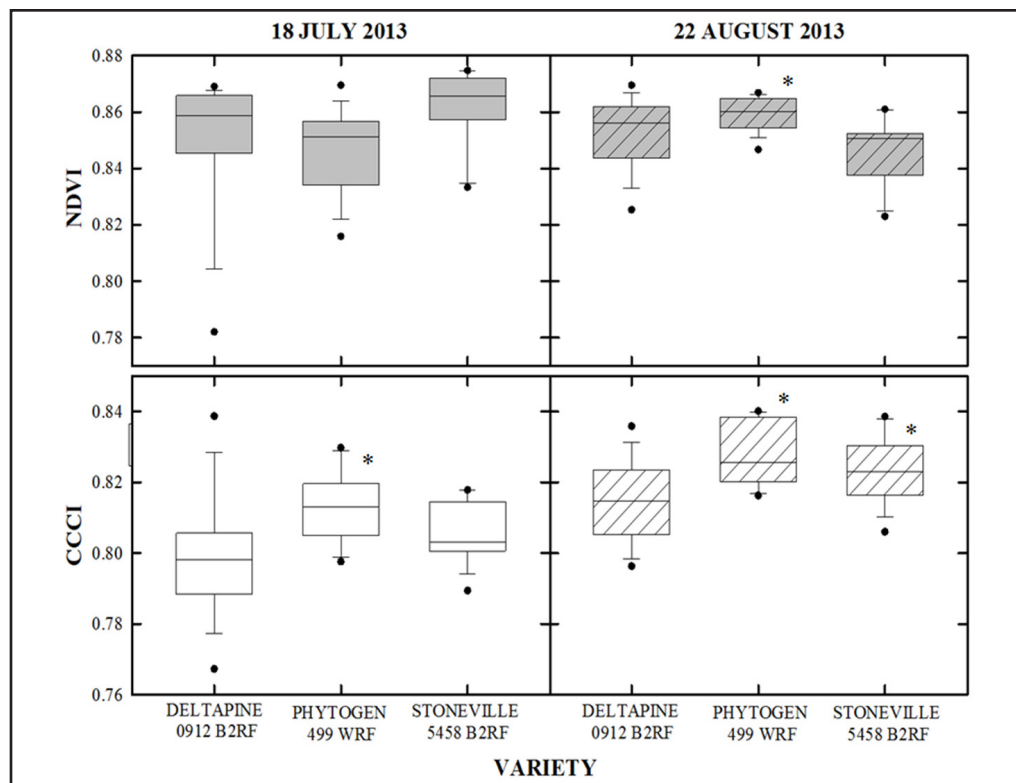 18 JULY 2013
22 AUGUST 2013
NDVI
0.88
0.86
0.84
0.82
0.80
0.78
*
CCCI
0.84
0.82
0.80
0.78
0.76
*
*
*
DELTAPINE
0912 B2RF
PHYTOGEN
499 WRF
STONEVILLE
5458 B2RF
DELTAPINE
0912 B2RF
PHYTOGEN
499 WRF
STONEVILLE
5458 B2RF
VARIETY